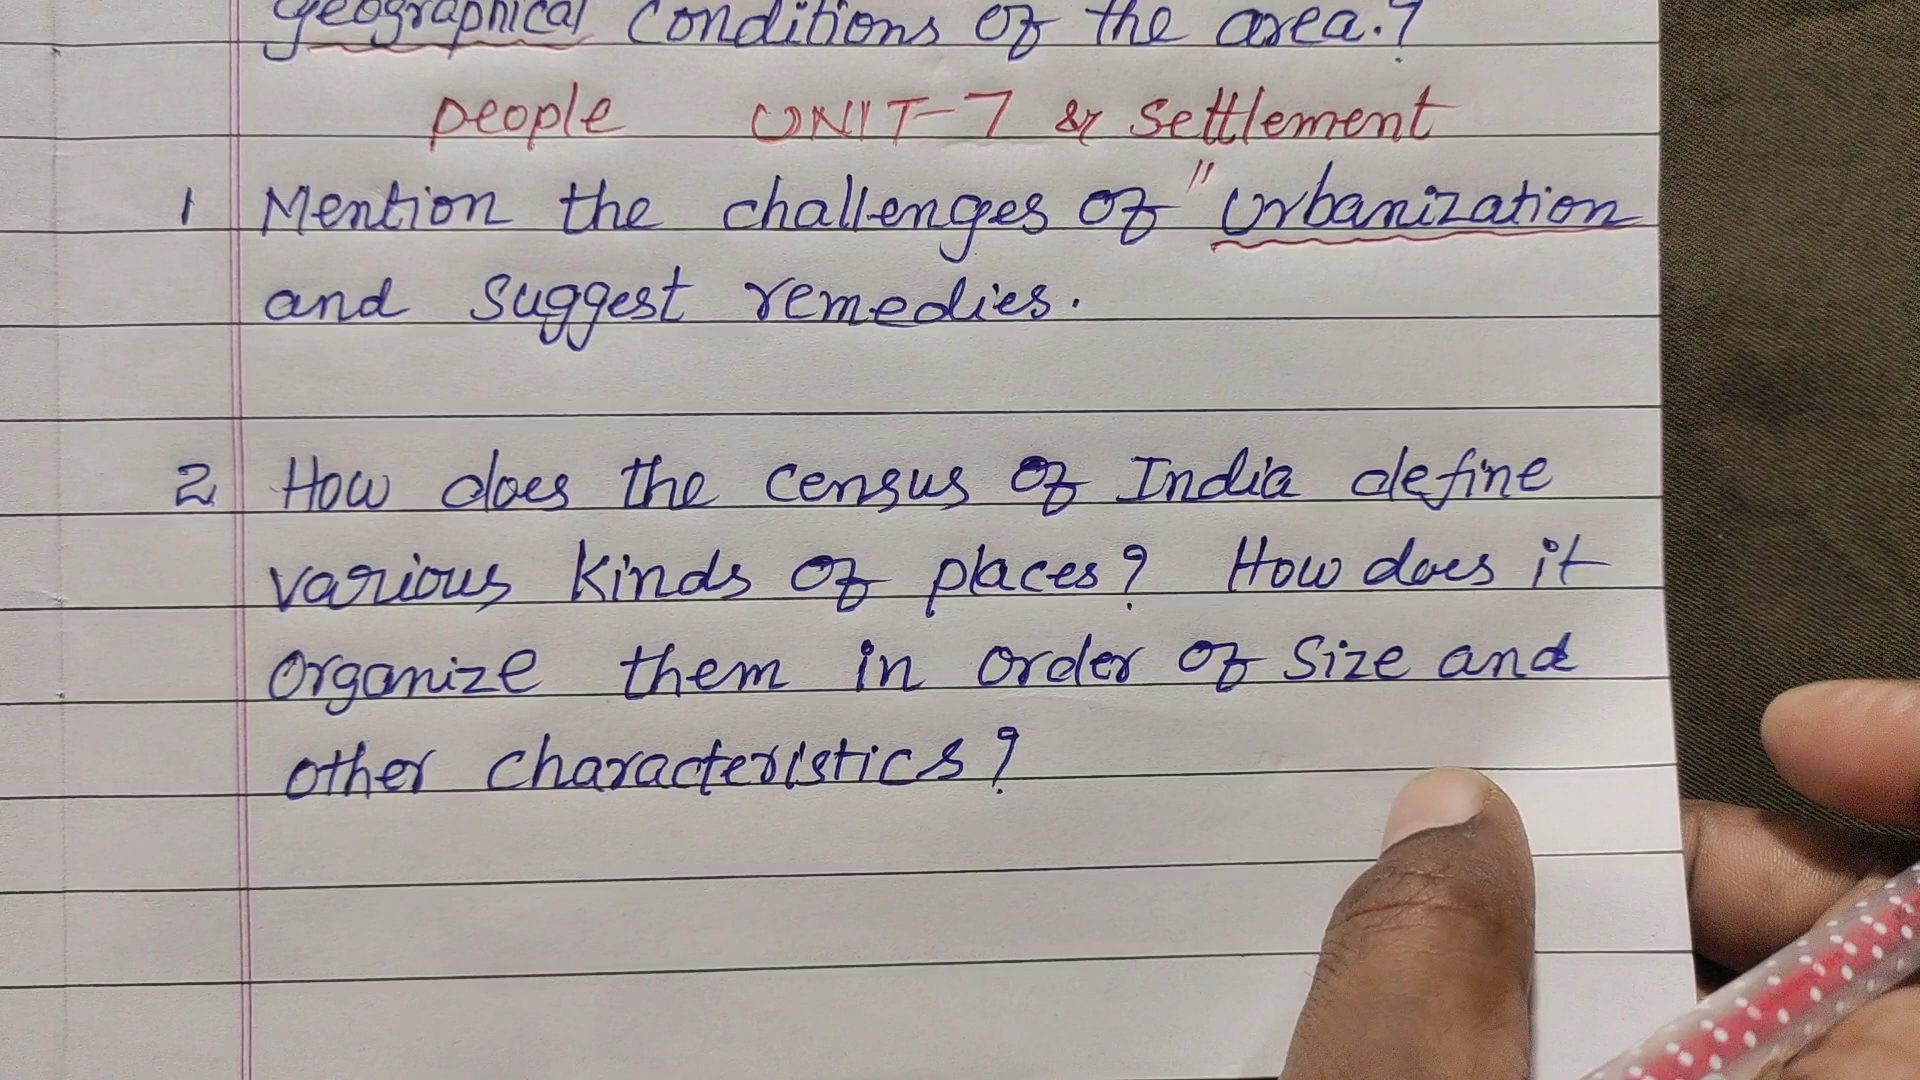 geographical conditions of the area.?
people UNIT-7 & Settlement
1 Mention the challenges of "Urbanization
and suggest remedies.
2 How does the census of India define
various kinds of places? How does it
organize them in order of size and
other characteristics?